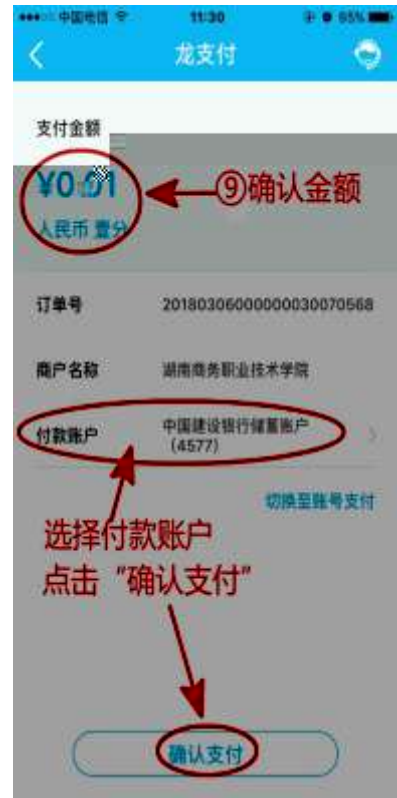 中国电信 11:30 65%
龙支付
支付金额
¥0.01
⑨确认金额
人民币 壹分
订单号 20180306000000030070568
商户名称 湖南商务职业技术学院
付款账户 中国建设银行储蓄账户
(4577)
切换至账号支付
选择付款账户
点击“确认支付”
确认支付